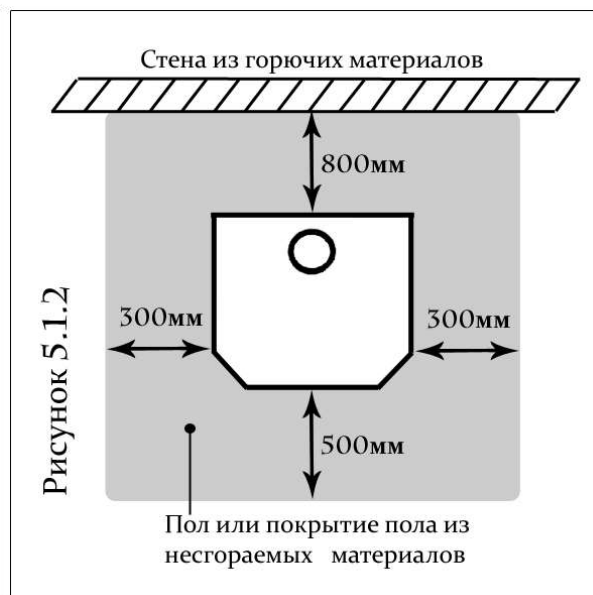 Стена из горючих материалов
800мм
300мм
300мм
500мм
Рисунок 5.1.2
Пол или покрытие пола из
несгораемых материалов